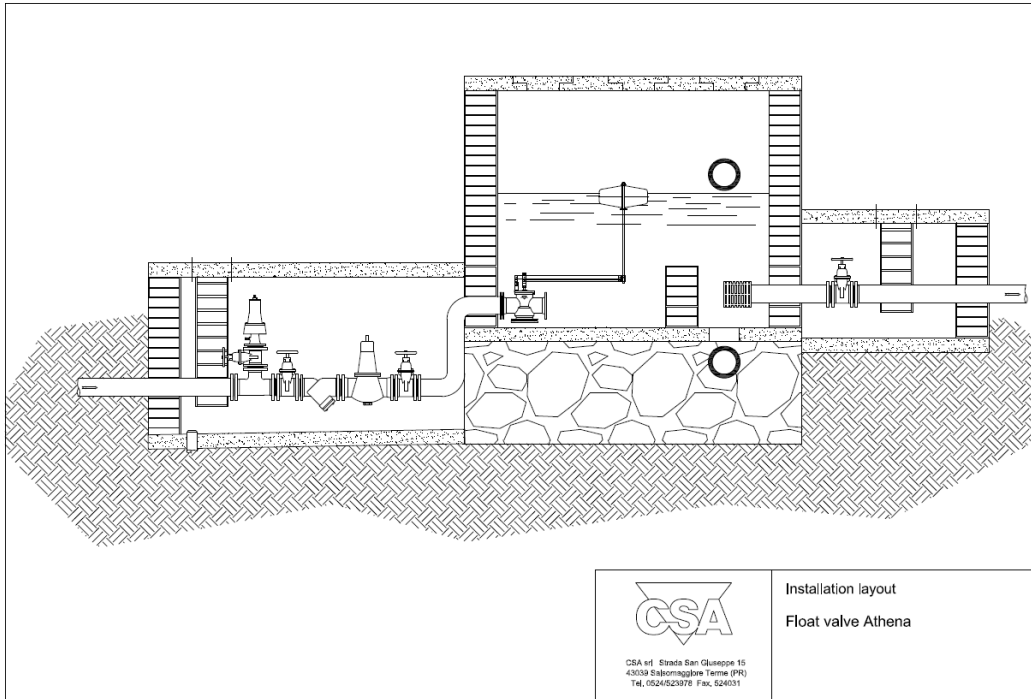 CSA
Installation layout
Float valve Athena
CSA srl Strada San Giuseppe 15
43039 Salsomaggiore Terme (PR)
Tel. 0524/523978 Fax. 524031